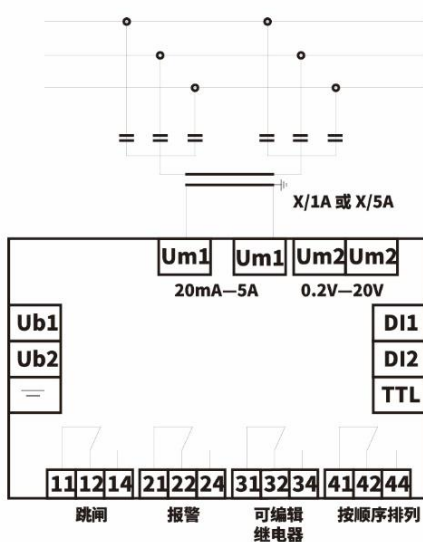 X/1A 或 X/5A
Um1 Um1 Um2 Um2
20mA—5A 0.2V—20V
Ub1 DI1
Ub2 DI2
TTL
11 12 14 21 22 24 31 32 34 41 42 44
跳闸 报警 可编辑 按顺序排列
继电器